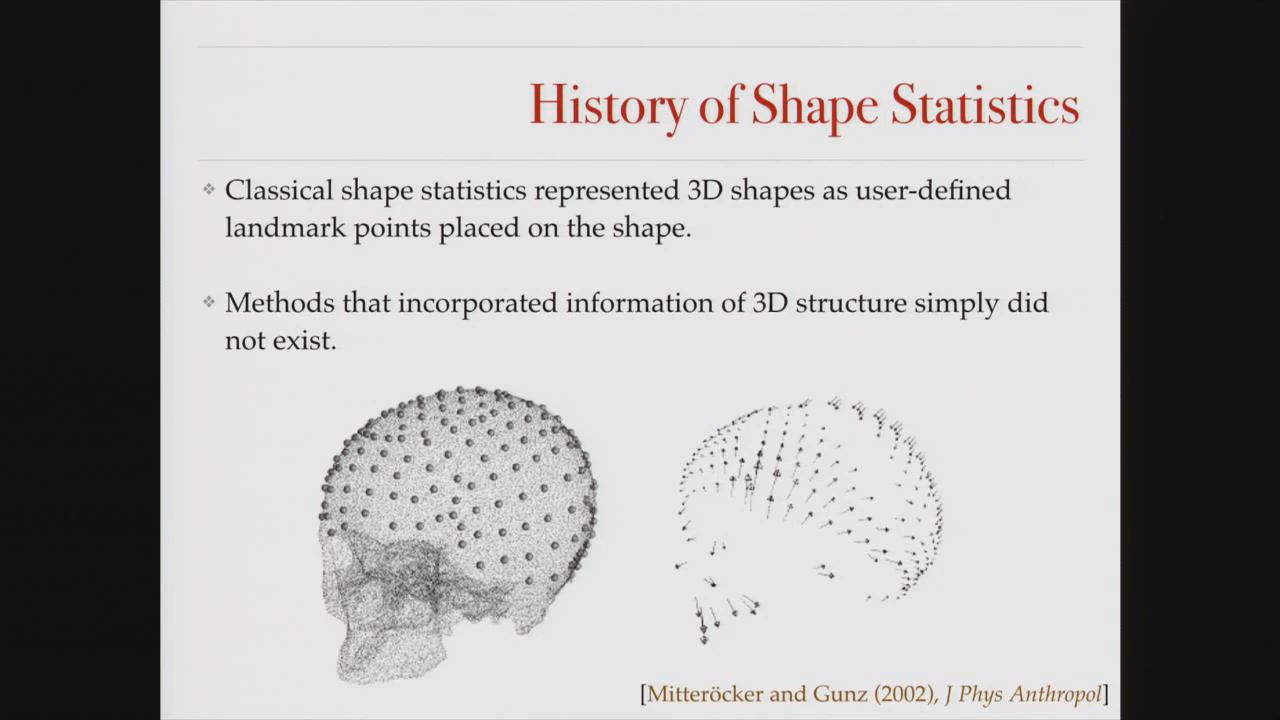 History of Shape Statistics
❖ Classical shape statistics represented 3D shapes as user-defined
landmark points placed on the shape.
❖ Methods that incorporated information of 3D structure simply did
not exist.
[Mitteröcker and Gunz (2002), J Phys Anthropol]